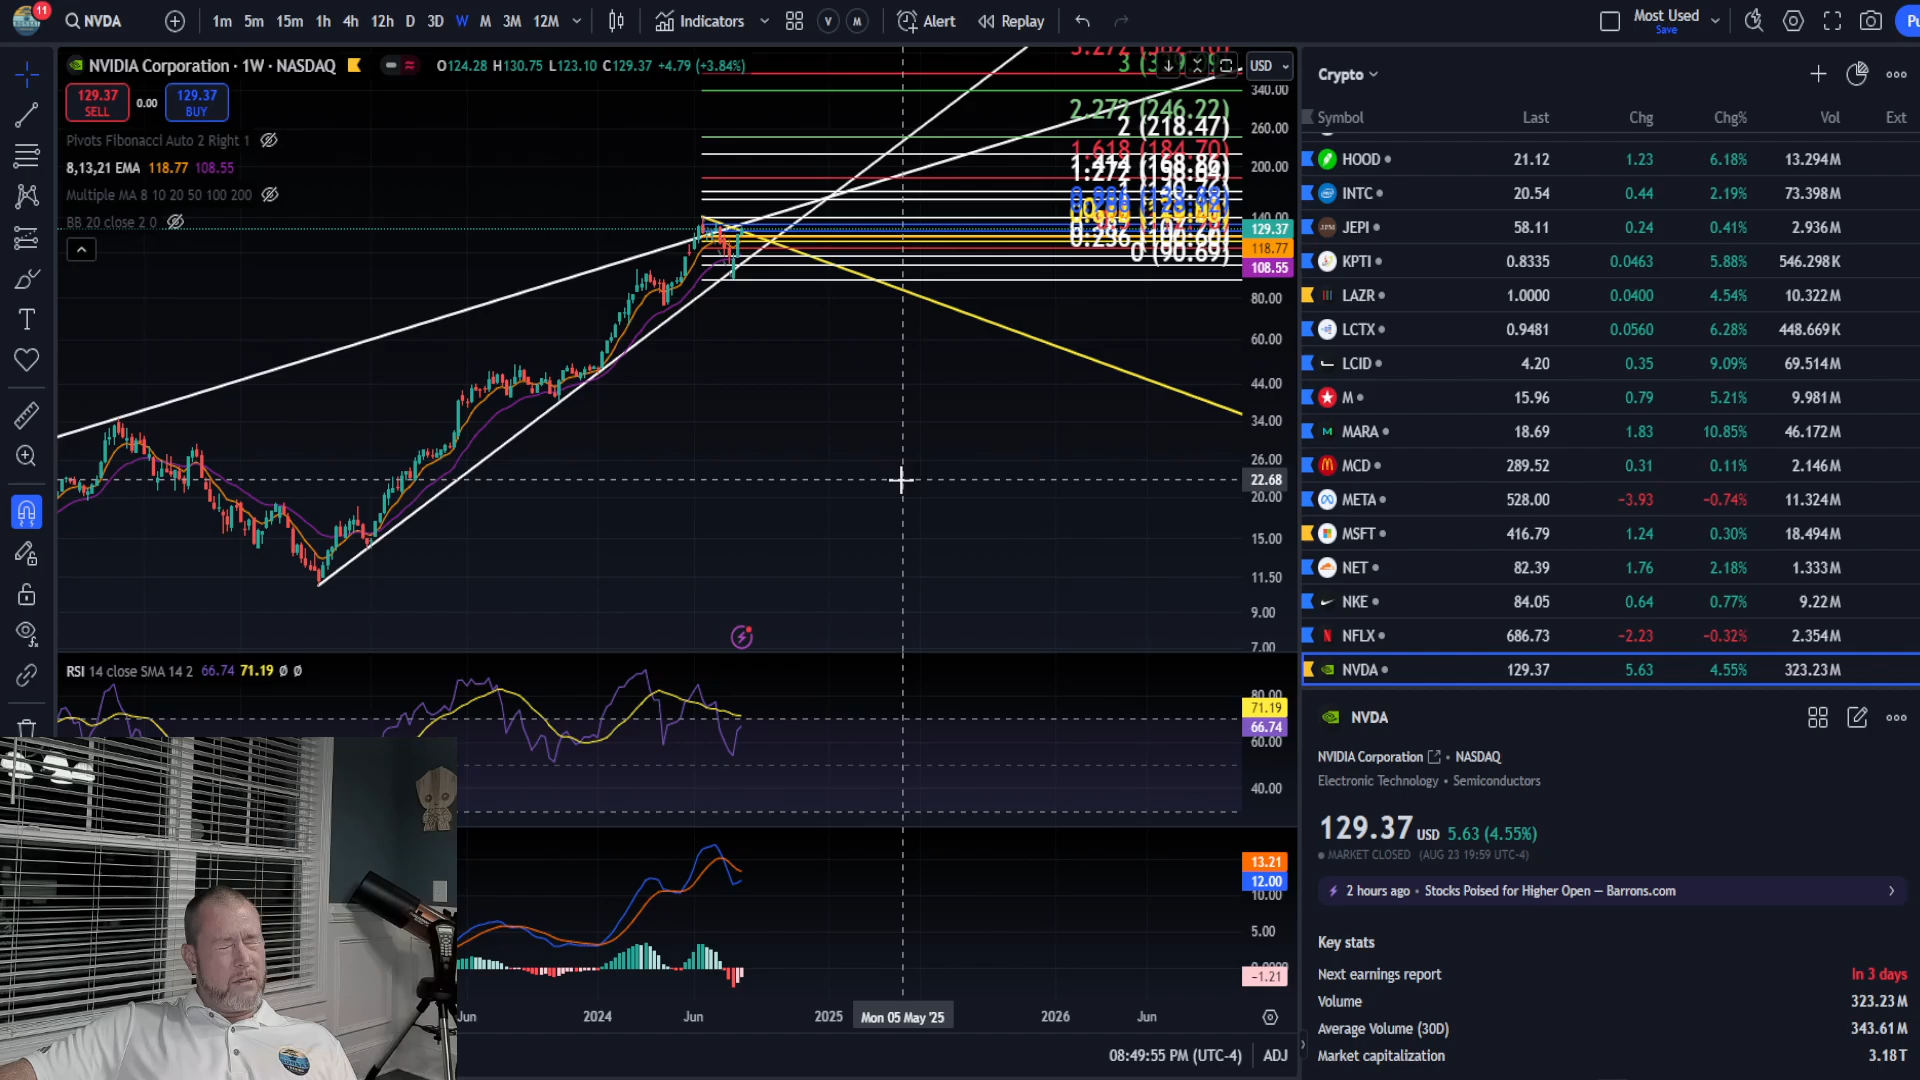 11
NVDA
1m 5m 15m 1h 4h 12h D 3D W M 3M 12M
Indicators
V
M
Alert
Replay
Most Used
Save
Pu
NVIDIA Corporation · 1W · NASDAQ
O124.28 H130.75 L123.10 C129.37 +4.79 (+3.84%)
USD
129.37
SELL
0.00
129.37
BUY
Pivots Fibonacci Auto 2 Right 1
8,13,21 EMA 118.77 108.55
Multiple MA 8 10 20 50 100 200
BB 20 close 2 0
2.272 (246.22)
2 (218.47)
1.618 (184.70)
0 (90.69)
340.00
260.00
200.00
140.00
129.37
118.77
108.55
80.00
60.00
44.00
34.00
26.00
22.68
20.00
15.00
11.50
9.00
7.00
RSI 14 close SMA 14 2 66.74 71.19 Ø Ø
80.00
71.19
66.74
60.00
40.00
13.21
12.00
10.00
5.00
0.0000
−1.21
Jun
2024
Jun
2025
Mon 05 May '25
2026
Jun
08:49:55 PM (UTC-4)
ADJ
Crypto
Symbol Last Chg Chg% Vol Ext
HOOD 21.12 1.23 6.18% 13.294M
INTC 20.54 0.44 2.19% 73.398M
JEPI 58.11 0.24 0.41% 2.936M
KPTI 0.8335 0.0463 5.88% 546.298K
LAZR 1.0000 0.0400 4.54% 10.322M
LCTX 0.9481 0.0560 6.28% 448.669K
LCID 4.20 0.35 9.09% 69.514M
M 15.96 0.79 5.21% 9.981M
MARA 18.69 1.83 10.85% 46.172M
MCD 289.52 0.31 0.11% 2.146M
META 528.00 −3.93 −0.74% 11.324M
MSFT 416.79 1.24 0.30% 18.494M
NET 82.39 1.76 2.18% 1.333M
NKE 84.05 0.64 0.77% 9.22M
NFLX 686.73 −2.23 −0.32% 2.354M
NVDA 129.37 5.63 4.55% 323.23M
NVDA
NVIDIA Corporation • NASDAQ
Electronic Technology • Semiconductors
129.37 USD 5.63 (4.55%)
MARKET CLOSED (AUG 23 19:59 UTC-4)
2 hours ago • Stocks Poised for Higher Open — Barrons.com
Key stats
Next earnings report In 3 days
Volume 323.23M
Average Volume (30D) 343.61M
Market capitalization 3.18T